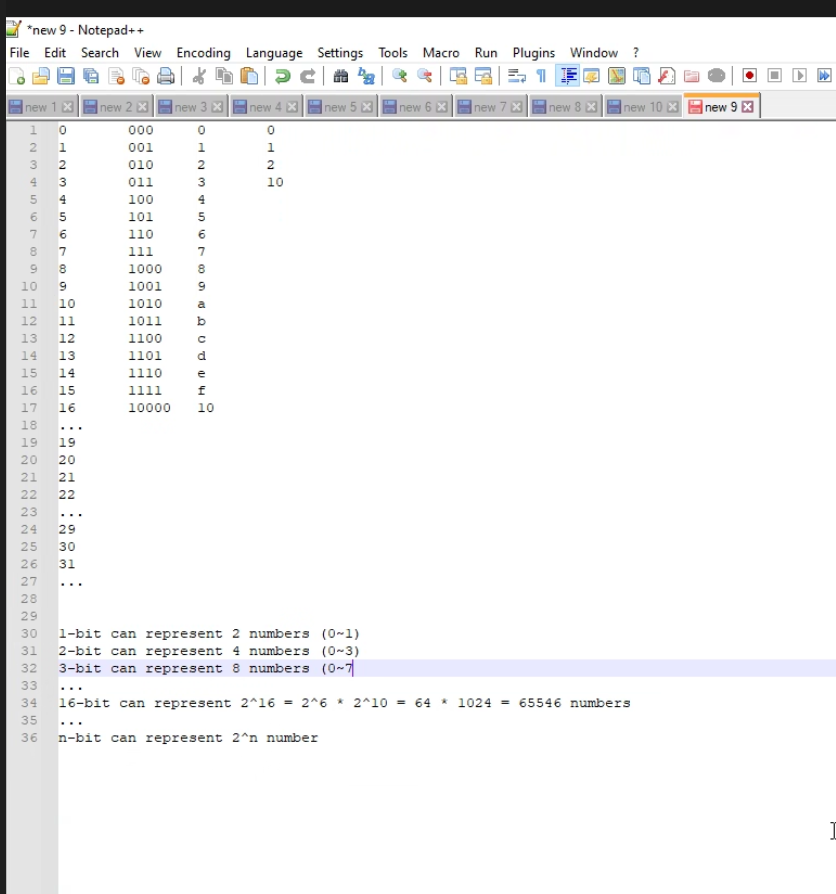 *new 9 - Notepad++
File Edit Search View Encoding Language Settings Tools Macro Run Plugins Window ?
new 1 new 2 new 3 new 4 new 5 new 6 new 7 new 8 new 10 new 9
1 0 000 0 0
2 1 001 1 1
3 2 010 2 2
4 3 011 3 10
5 4 100 4
6 5 101 5
7 6 110 6
8 7 111 7
9 8 1000 8
10 9 1001 9
11 10 1010 a
12 11 1011 b
13 12 1100 c
14 13 1101 d
15 14 1110 e
16 15 1111 f
17 16 10000 10
18 ...
19 19
20 20
21 21
22 22
23 ...
24 29
25 30
26 31
27 ...
28
29
30 1-bit can represent 2 numbers (0~1)
31 2-bit can represent 4 numbers (0~3)
32 3-bit can represent 8 numbers (0~7
33 ...
34 16-bit can represent 2^16 = 2^6 * 2^10 = 64 * 1024 = 65546 numbers
35 ...
36 n-bit can represent 2^n number